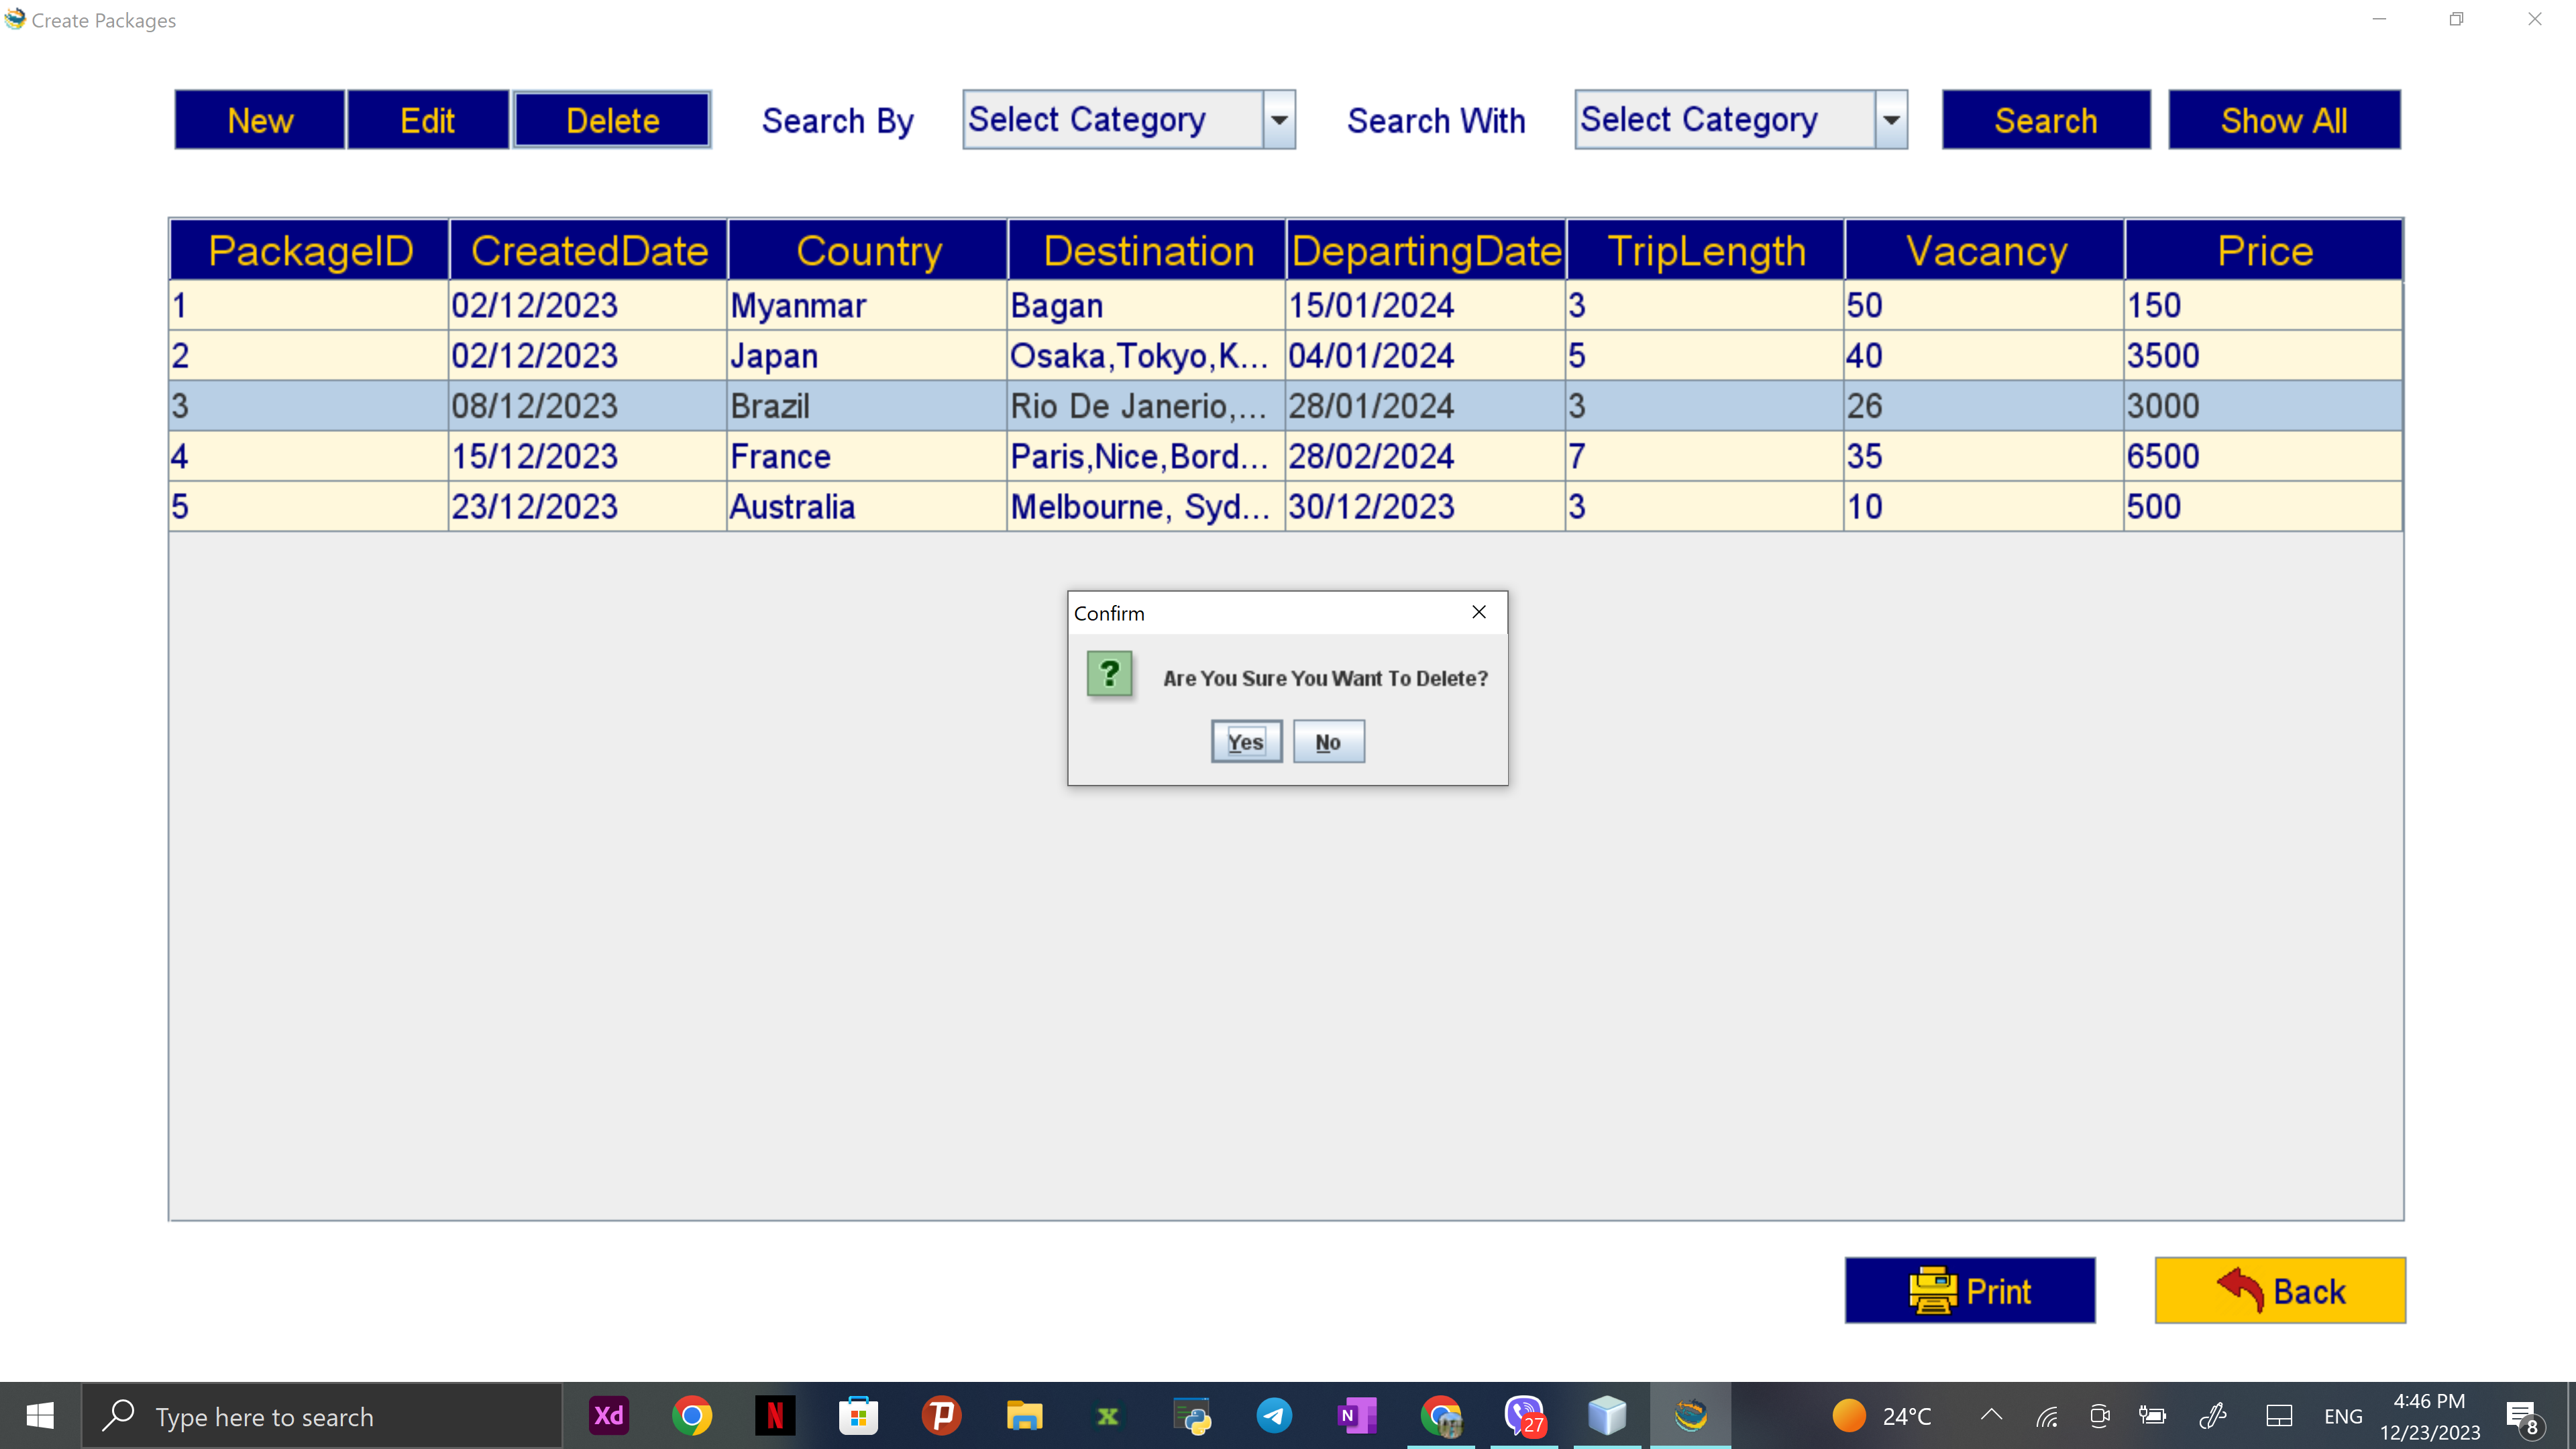 Create Packages
New Edit Delete Search By Select Category Search With Select Category Search Show All
PackageID CreatedDate Country Destination DepartingDate TripLength Vacancy Price
1 02/12/2023 Myanmar Bagan 15/01/2024 3 50 150
2 02/12/2023 Japan Osaka,Tokyo,K... 04/01/2024 5 40 3500
3 08/12/2023 Brazil Rio De Janerio,... 28/01/2024 3 26 3000
4 15/12/2023 France Paris,Nice,Bord... 28/02/2024 7 35 6500
5 23/12/2023 Australia Melbourne, Syd... 30/12/2023 3 10 500
Confirm
? Are You Sure You Want To Delete?
Yes No
Print Back
Type here to search Xd N P X N 27 24°C ENG 4:46 PM
12/23/2023 8